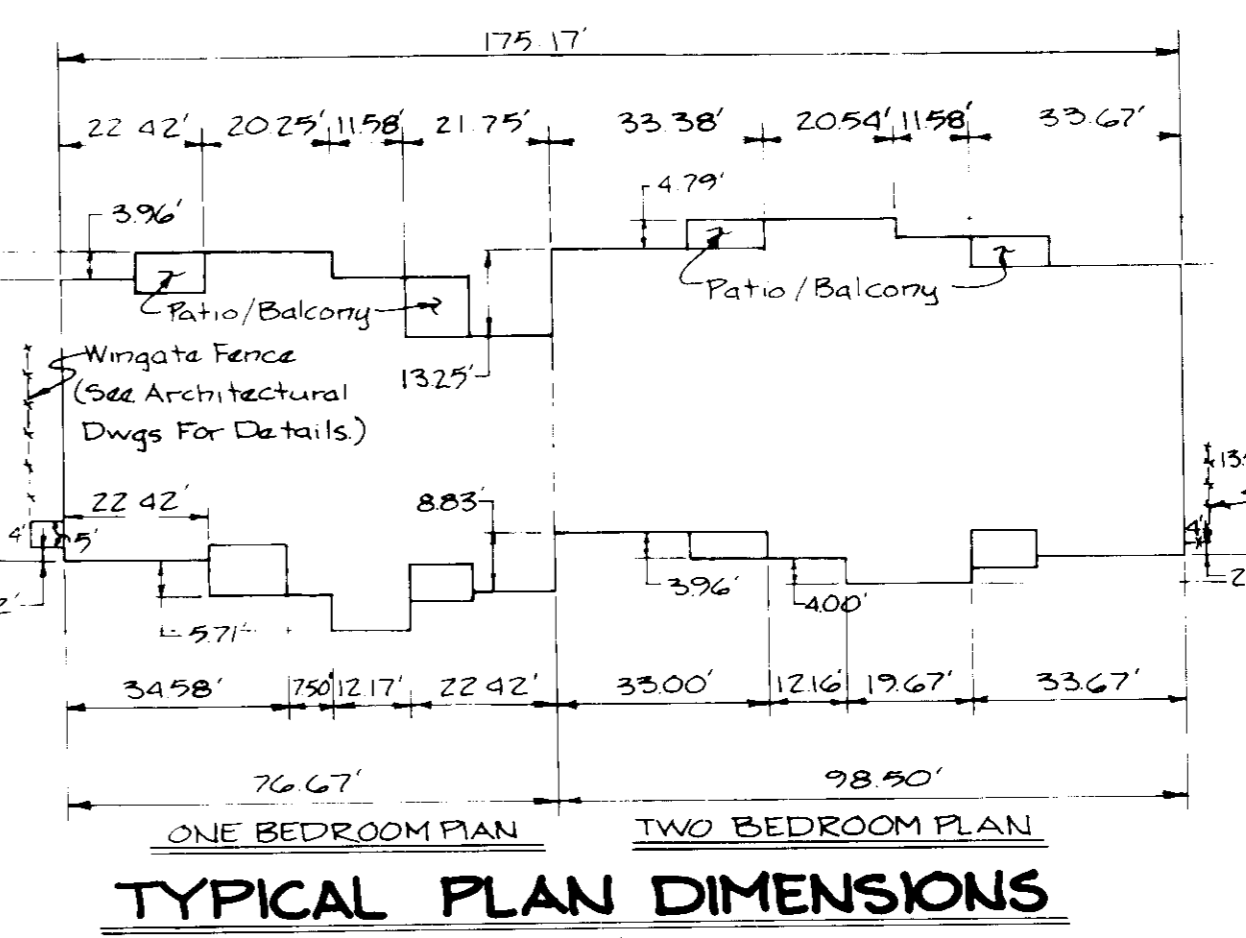 175.17'
22 42' 20.25' 11.58' 21.75' 33.38' 20.54' 11.58' 33.67'
4.79'
3.96'
Patio/Balcony
Patio/Balcony
Wingate Fence
(See Architectural
Dwgs For Details.)
13.25'
22 42'
8.83'
4'
5'
4'
3.96'
4.00'
5.71'
34.58' 7.50' 12.17' 22 42' 33.00' 12.16' 19.67' 33.67'
76.67' 98.50'
ONE BEDROOM PLAN TWO BEDROOM PLAN
TYPICAL PLAN DIMENSIONS